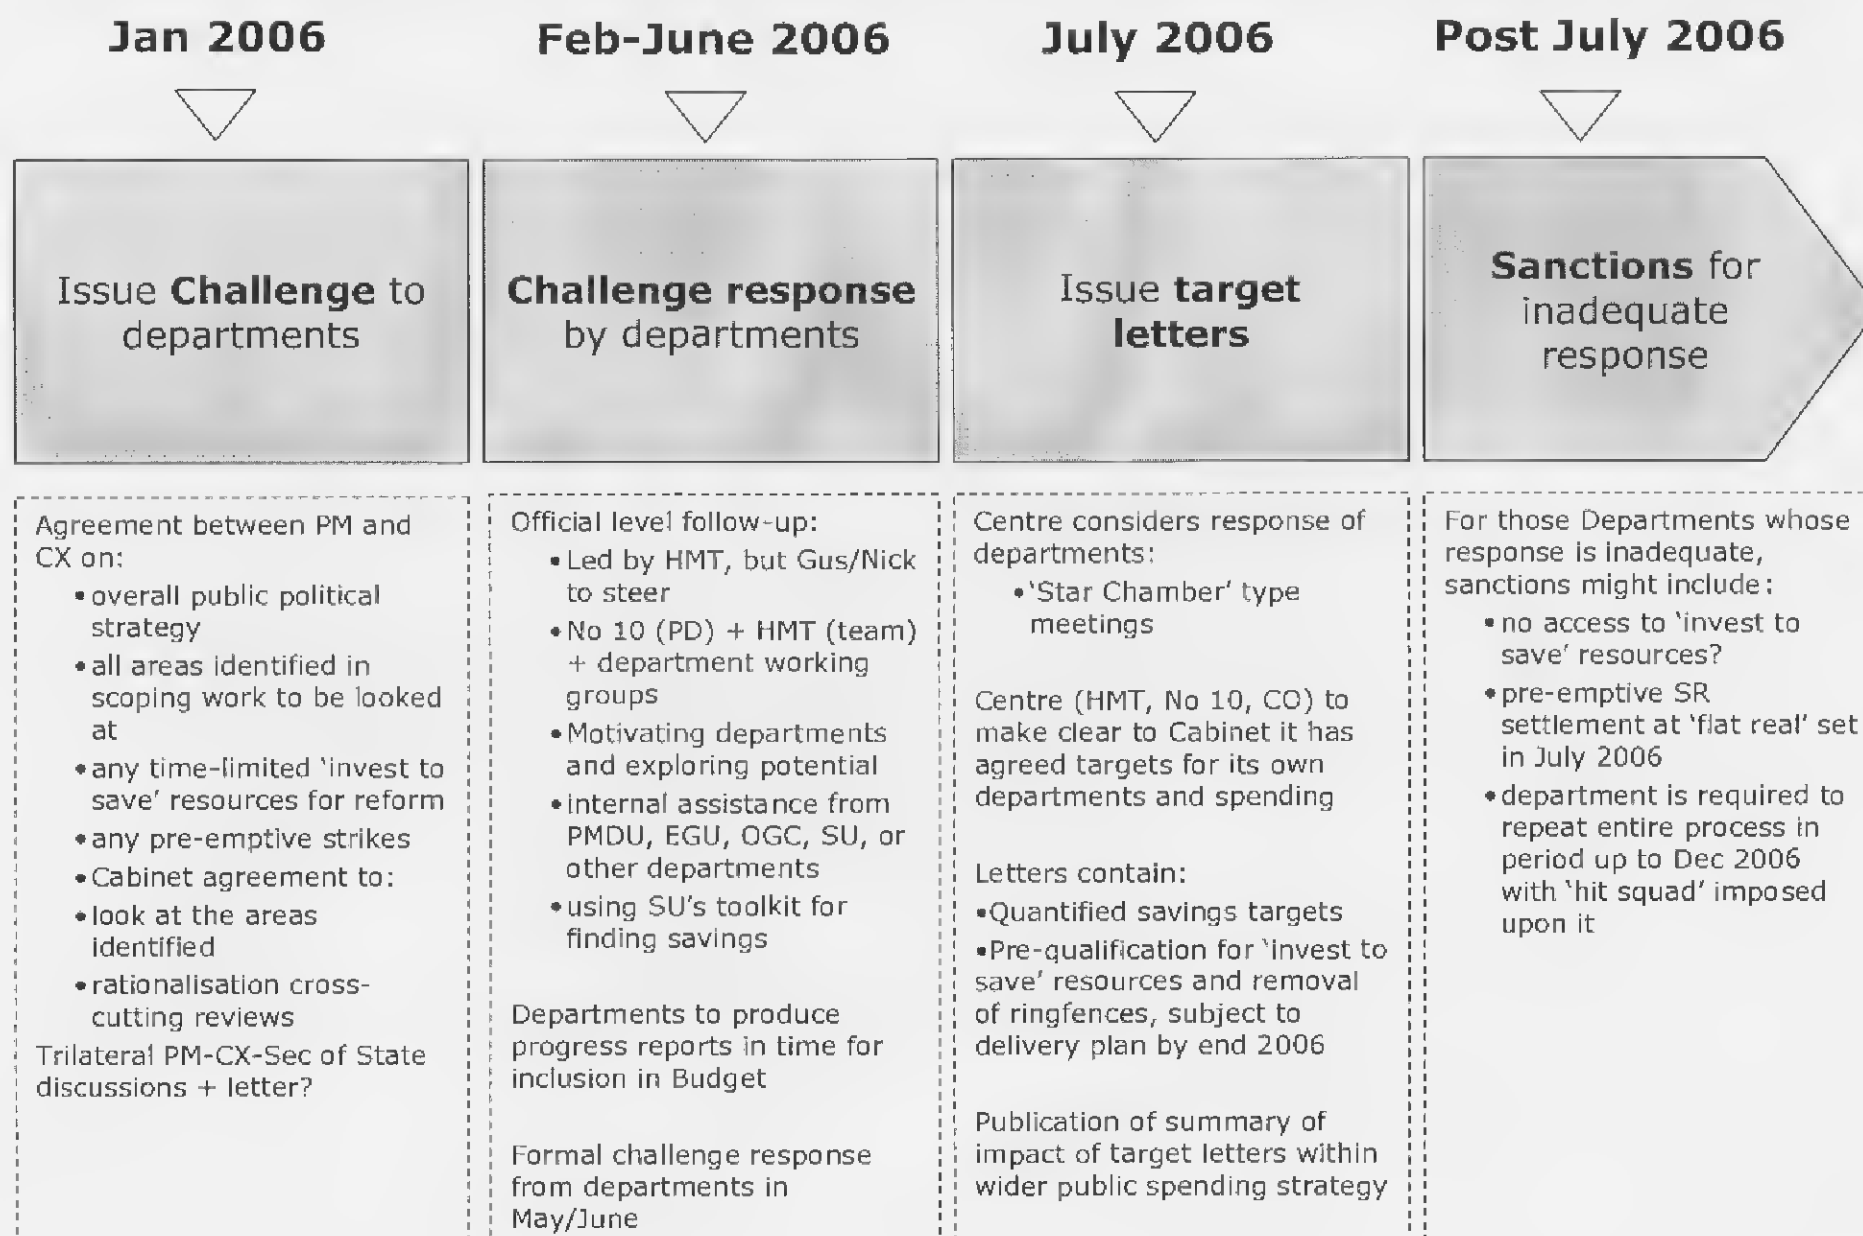 Jan 2006
Feb-June 2006
July 2006
Post July 2006
Issue Challenge to
departments
Challenge response
by departments
Issue target
letters
Sanctions for
inadequate
response
Agreement between PM and
CX on:
• overall public political
strategy
• all areas identified in
scoping work to be looked
at
• any time-limited 'invest to
save' resources for reform
• any pre-emptive strikes
• Cabinet agreement to:
• look at the areas
identified
• rationalisation cross-
cutting reviews
Trilateral PM-CX-Sec of State
discussions + letter?
Official level follow-up:
• Led by HMT, but Gus/Nick
to steer
• No 10 (PD) + HMT (team)
+ department working
groups
• Motivating departments
and exploring potential
• internal assistance from
PMDU, EGU, OGC, SU, or
other departments
• using SU's toolkit for
finding savings
Departments to produce
progress reports in time for
inclusion in Budget
Formal challenge response
from departments in
May/June
Centre considers response of
departments:
• 'Star Chamber' type
meetings
Centre (HMT, No 10, CO) to
make clear to Cabinet it has
agreed targets for its own
departments and spending
Letters contain:
• Quantified savings targets
• Pre-qualification for 'invest to
save' resources and removal
of ringfences, subject to
delivery plan by end 2006
Publication of summary of
impact of target letters within
wider public spending strategy
For those Departments whose
response is inadequate,
sanctions might include:
• no access to 'invest to
save' resources?
• pre-emptive SR
settlement at 'flat real' set
in July 2006
• department is required to
repeat entire process in
period up to Dec 2006
with 'hit squad' imposed
upon it